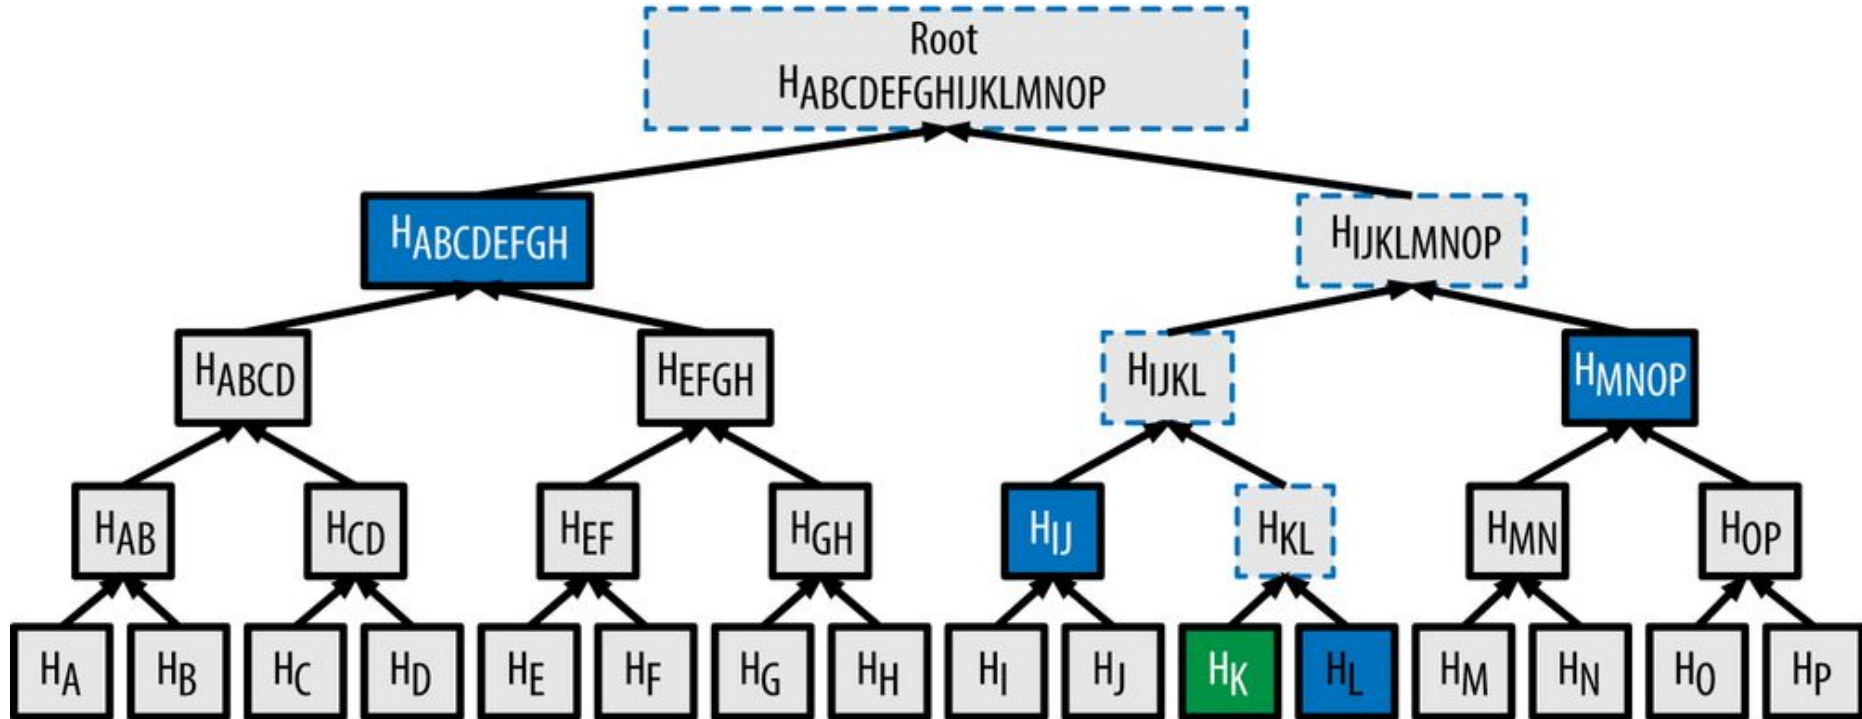 Root
HABCDEFGHIJKLMNOP
HABCDEFGH
HIJKLMNOP
HABCD
HEFGH
HIJKL
HMNOP
HAB
HCD
HEF
HGH
HIJ
HKL
HMN
HOP
HA
HB
HC
HD
HE
HF
HG
HH
HI
HJ
HK
HL
HM
HN
HO
HP